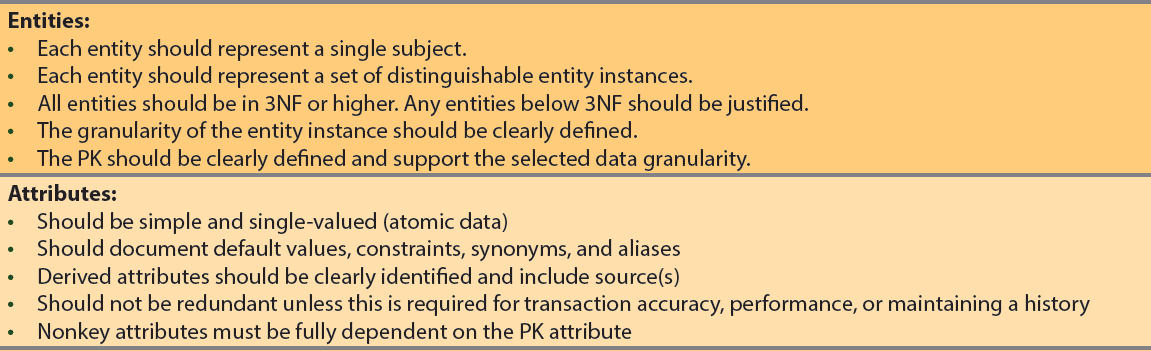 Entities:
• Each entity should represent a single subject.
• Each entity should represent a set of distinguishable entity instances.
• All entities should be in 3NF or higher. Any entities below 3NF should be justified.
• The granularity of the entity instance should be clearly defined.
• The PK should be clearly defined and support the selected data granularity.
Attributes:
• Should be simple and single-valued (atomic data)
• Should document default values, constraints, synonyms, and aliases
• Derived attributes should be clearly identified and include source(s)
• Should not be redundant unless this is required for transaction accuracy, performance, or maintaining a history
• Nonkey attributes must be fully dependent on the PK attribute